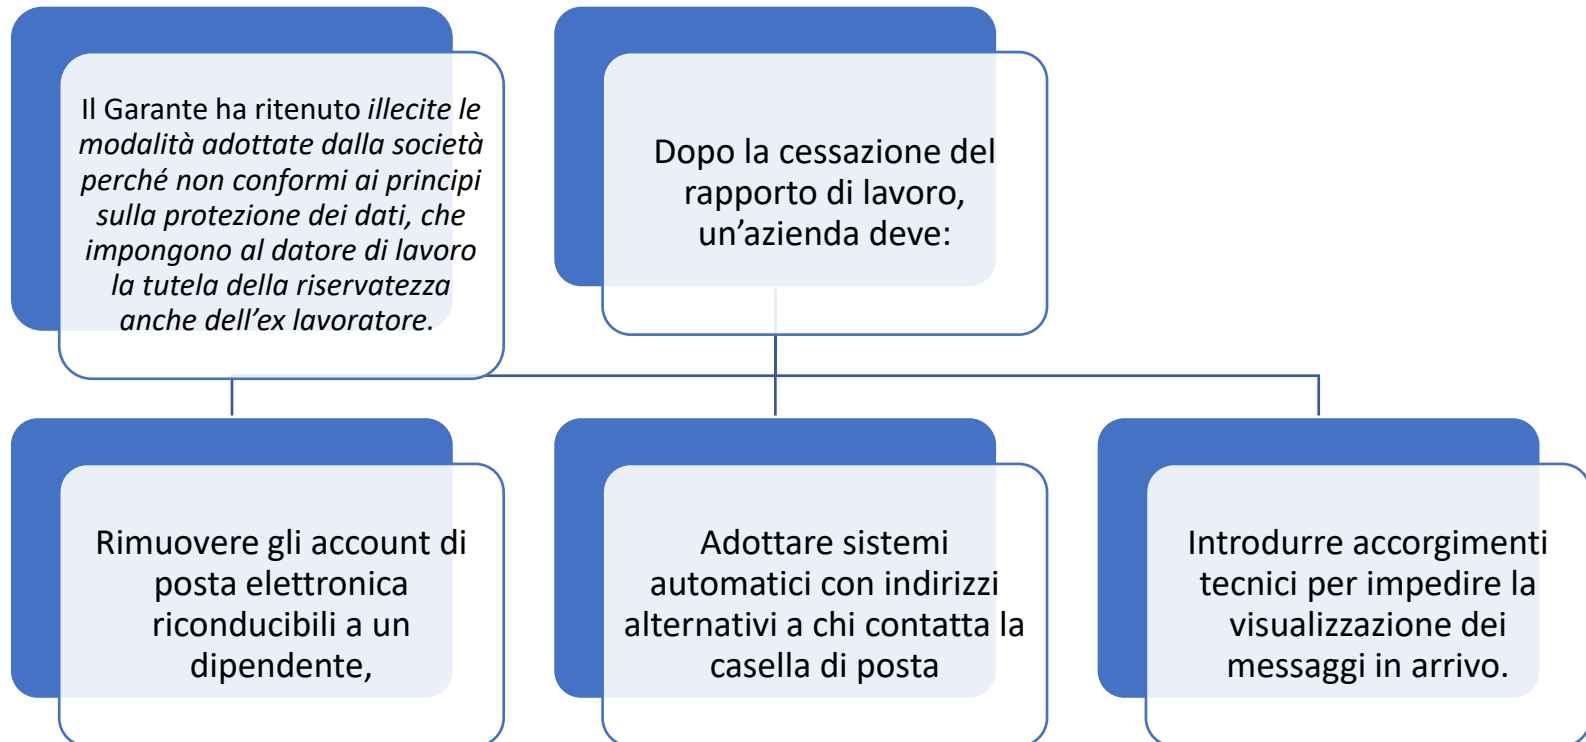 Il Garante ha ritenuto illecite le
modalità adottate dalla società
perché non conformi ai principi
sulla protezione dei dati, che
impongono al datore di lavoro
la tutela della riservatezza
anche dell’ex lavoratore.
Dopo la cessazione del
rapporto di lavoro,
un’azienda deve:
Rimuovere gli account di
posta elettronica
riconducibili a un
dipendente,
Adottare sistemi
automatici con indirizzi
alternativi a chi contatta la
casella di posta
Introdurre accorgimenti
tecnici per impedire la
visualizzazione dei
messaggi in arrivo.